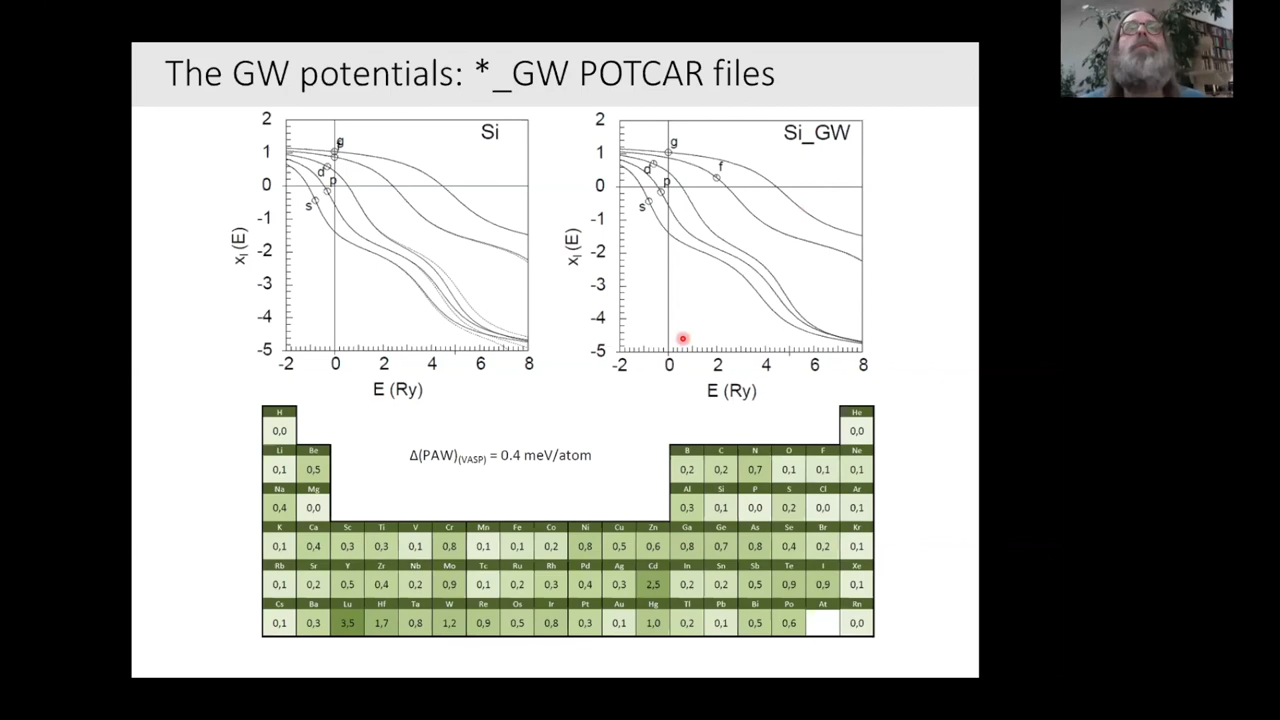 The GW potentials: *_GW POTCAR files
2
1
0
-1
-2
-3
-4
-5
x_l(E)
Si
g
d
p
s
-2 0 2 4 6 8
E (Ry)
2
1
0
-1
-2
-3
-4
-5
x_l(E)
Si_GW
g
d
p
f
s
-2 0 2 4 6 8
E (Ry)
Δ(PAW)(VASP) = 0.4 meV/atom
H He
0,0 0,0
Li Be B C N O F Ne
0,1 0,5 0,2 0,2 0,7 0,1 0,1 0,1
Na Mg Al Si P S Cl Ar
0,4 0,0 0,3 0,1 0,0 0,2 0,0 0,1
K Ca Sc Ti V Cr Mn Fe Co Ni Cu Zn Ga Ge As Se Br Kr
0,1 0,4 0,3 0,3 0,1 0,8 0,1 0,1 0,2 0,8 0,5 0,6 0,8 0,7 0,8 0,4 0,2 0,1
Rb Sr Y Zr Nb Mo Tc Ru Rh Pd Ag Cd In Sn Sb Te I Xe
0,1 0,2 0,5 0,4 0,2 0,9 0,1 0,2 0,3 0,4 0,3 2,5 0,2 0,2 0,5 0,9 0,9 0,1
Cs Ba Lu Hf Ta W Re Os Ir Pt Au Hg Tl Pb Bi Po At Rn
0,1 0,3 3,5 1,7 0,8 1,2 0,9 0,5 0,8 0,3 0,1 1,0 0,2 0,1 0,5 0,6 0,0